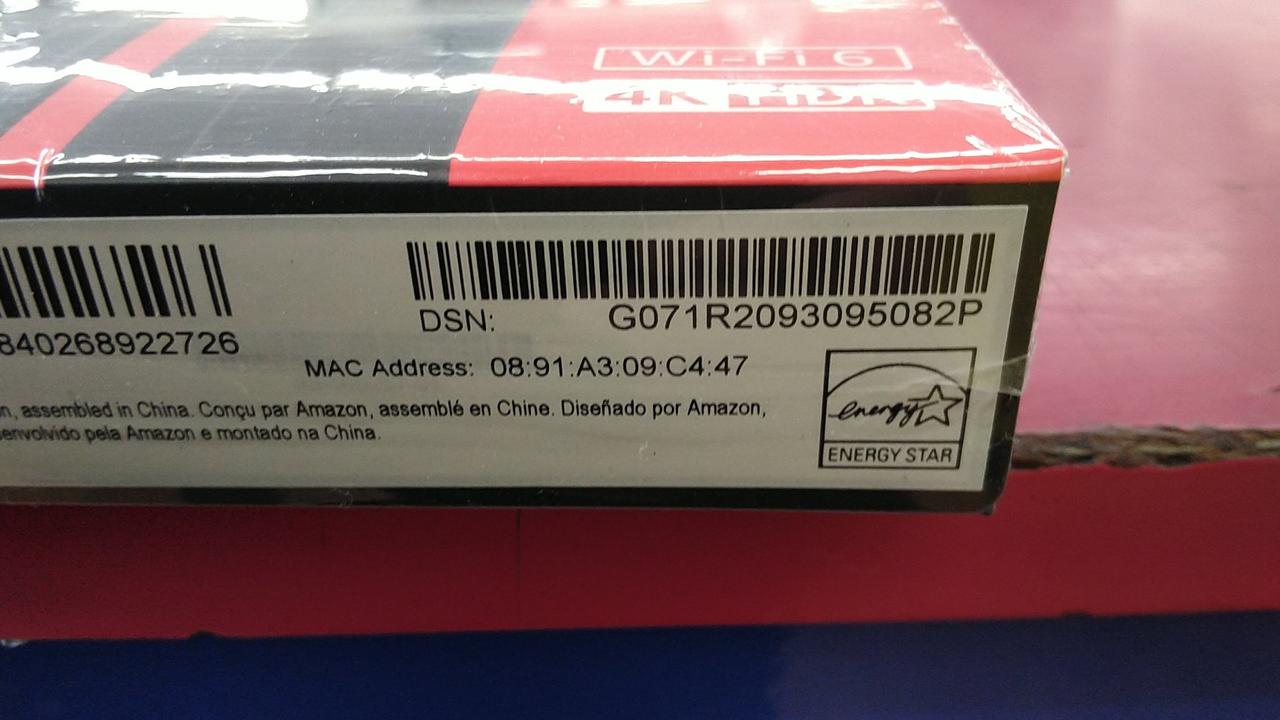 Wi-Fi 6
4K HDR
840268922726
DSN: G071R2093095082P
MAC Address: 08:91:A3:09:C4:47
assembled in China. Conçu par Amazon, assemblé en Chine. Diseñado por Amazon,
pela Amazon e montado na China.
energy
ENERGY STAR